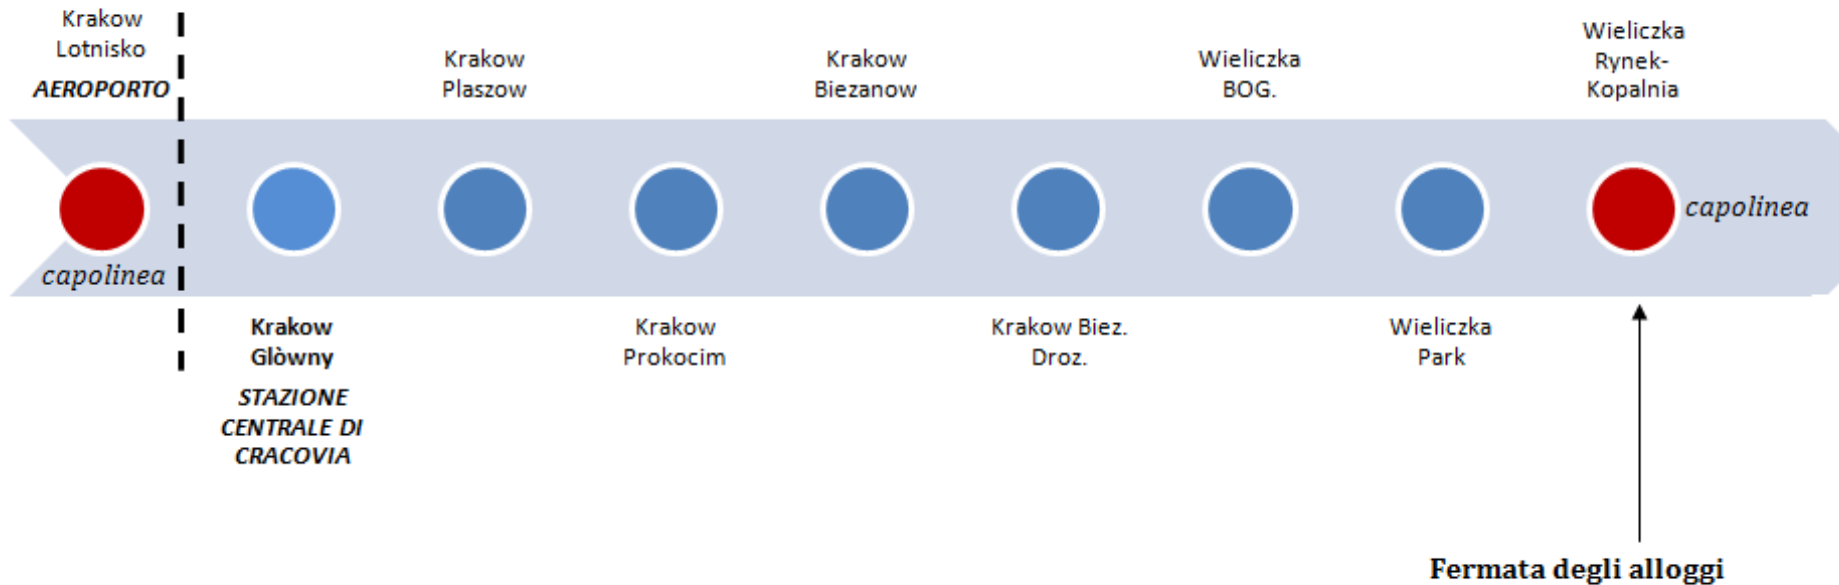 Krakow
Lotnisko
AEROPORTO
capolinea
Krakow
Glòwny
STAZIONE
CENTRALE DI
CRACOVIA
Krakow
Plaszow
Krakow
Prokocim
Krakow
Biezanow
Krakow Biez.
Droz.
Wieliczka
BOG.
Wieliczka
Park
Wieliczka
Rynek-
Kopalnia
capolinea
Fermata degli alloggi